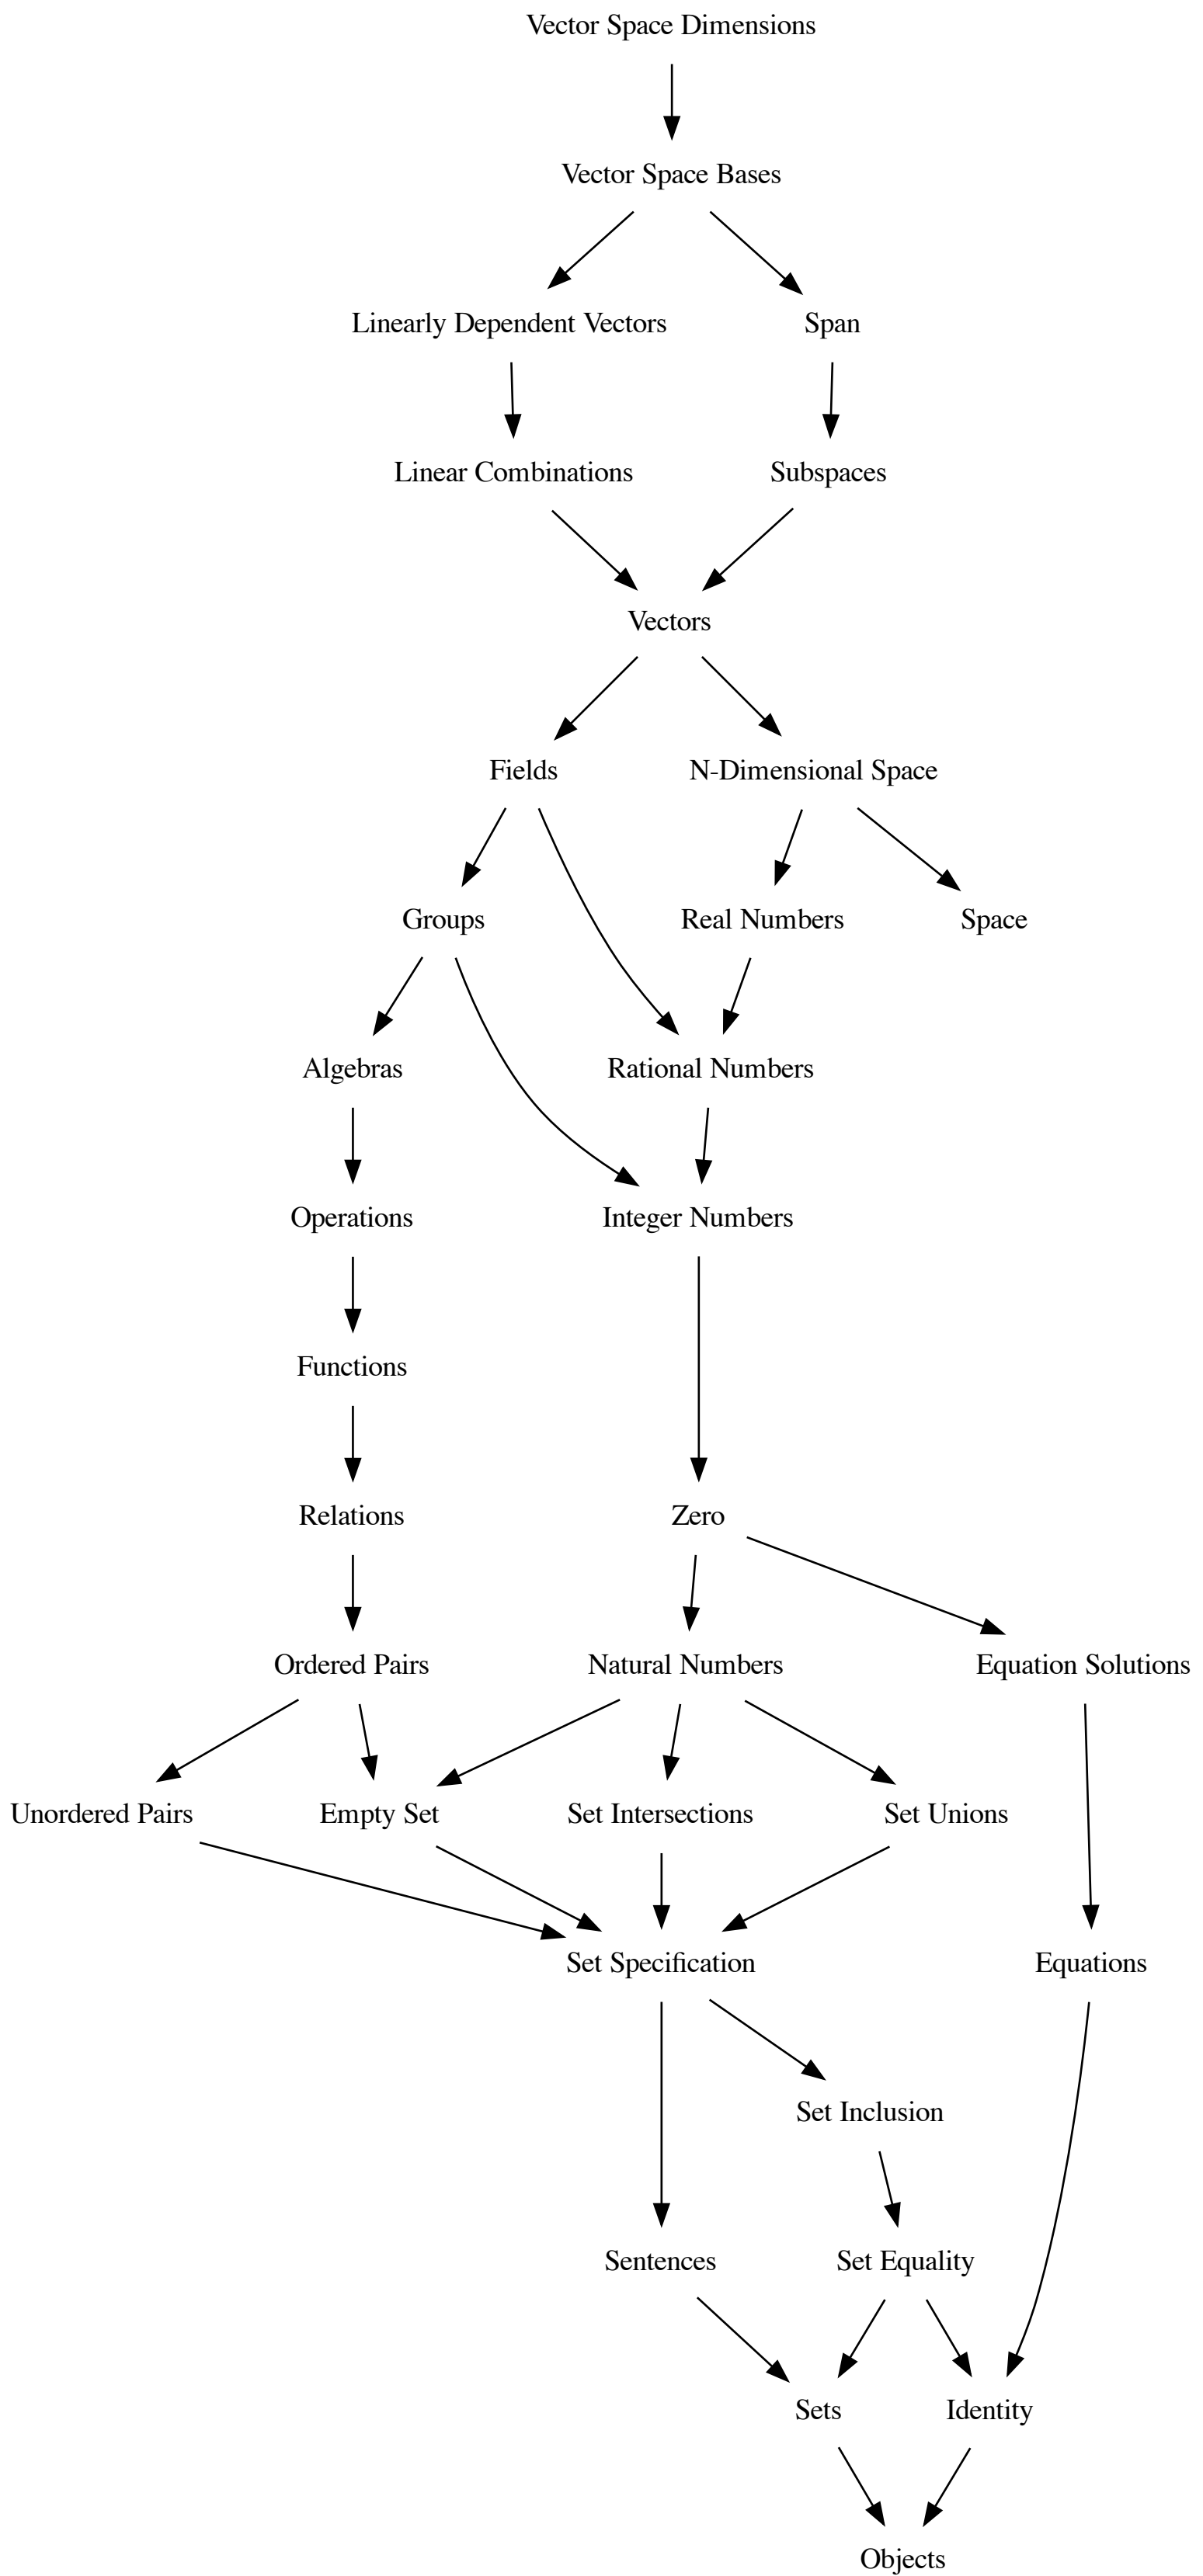 Vector Space Dimensions
Vector Space Bases
Linearly Dependent Vectors
Span
Linear Combinations
Subspaces
Vectors
Fields
N-Dimensional Space
Groups
Real Numbers
Space
Algebras
Rational Numbers
Operations
Integer Numbers
Functions
Relations
Zero
Ordered Pairs
Natural Numbers
Equation Solutions
Unordered Pairs
Empty Set
Set Intersections
Set Unions
Set Specification
Equations
Set Inclusion
Sentences
Set Equality
Sets
Identity
Objects